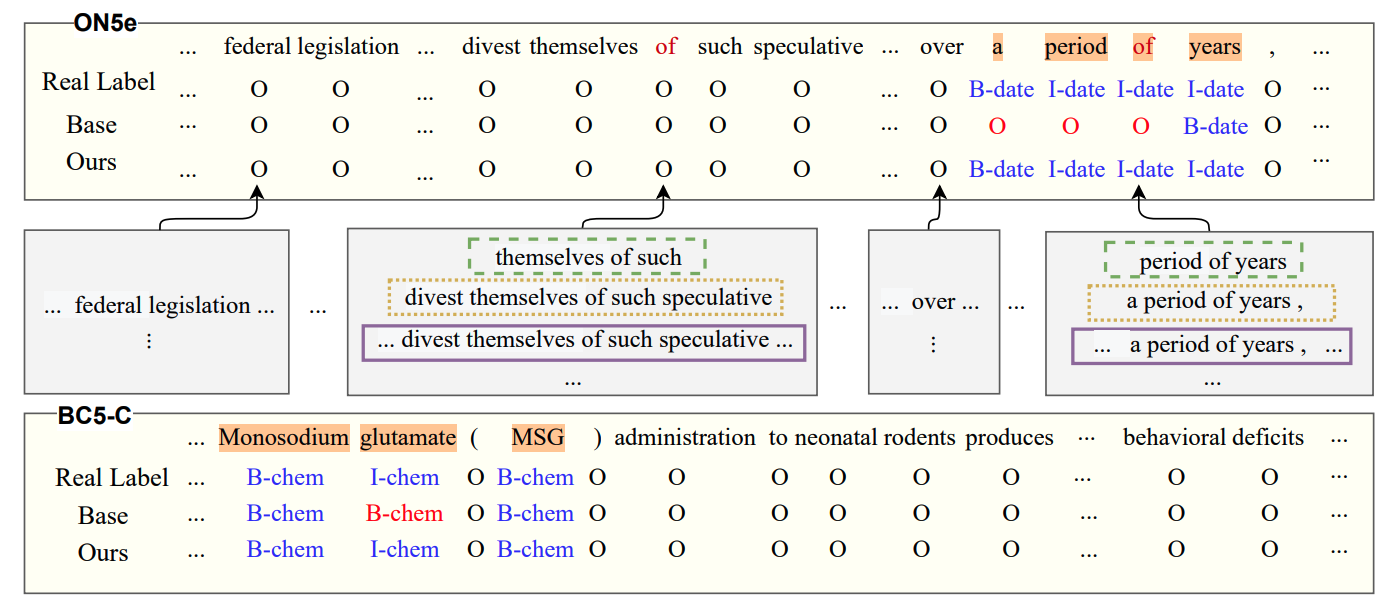 ON5e
... federal legislation ... divest themselves of such speculative ... over a period of years , ...
Real Label ... O O ... O O O O O ... O B-date I-date I-date I-date O ...
Base ... O O ... O O O O O ... O O O O B-date O ...
Ours ... O O ... O O O O O ... O B-date I-date I-date I-date O ...
themselves of such
period of years
... federal legislation ... ... divest themselves of such speculative ... ... over ... ... a period of years ,
⋮ ... divest themselves of such speculative ... ⋮ ... a period of years , ...
... ...
BC5-C
... Monosodium glutamate ( MSG ) administration to neonatal rodents produces ... behavioral deficits ...
Real Label ... B-chem I-chem O B-chem O O O O O O ... O O ...
Base ... B-chem B-chem O B-chem O O O O O O ... O O ...
Ours ... B-chem I-chem O B-chem O O O O O O ... O O ...